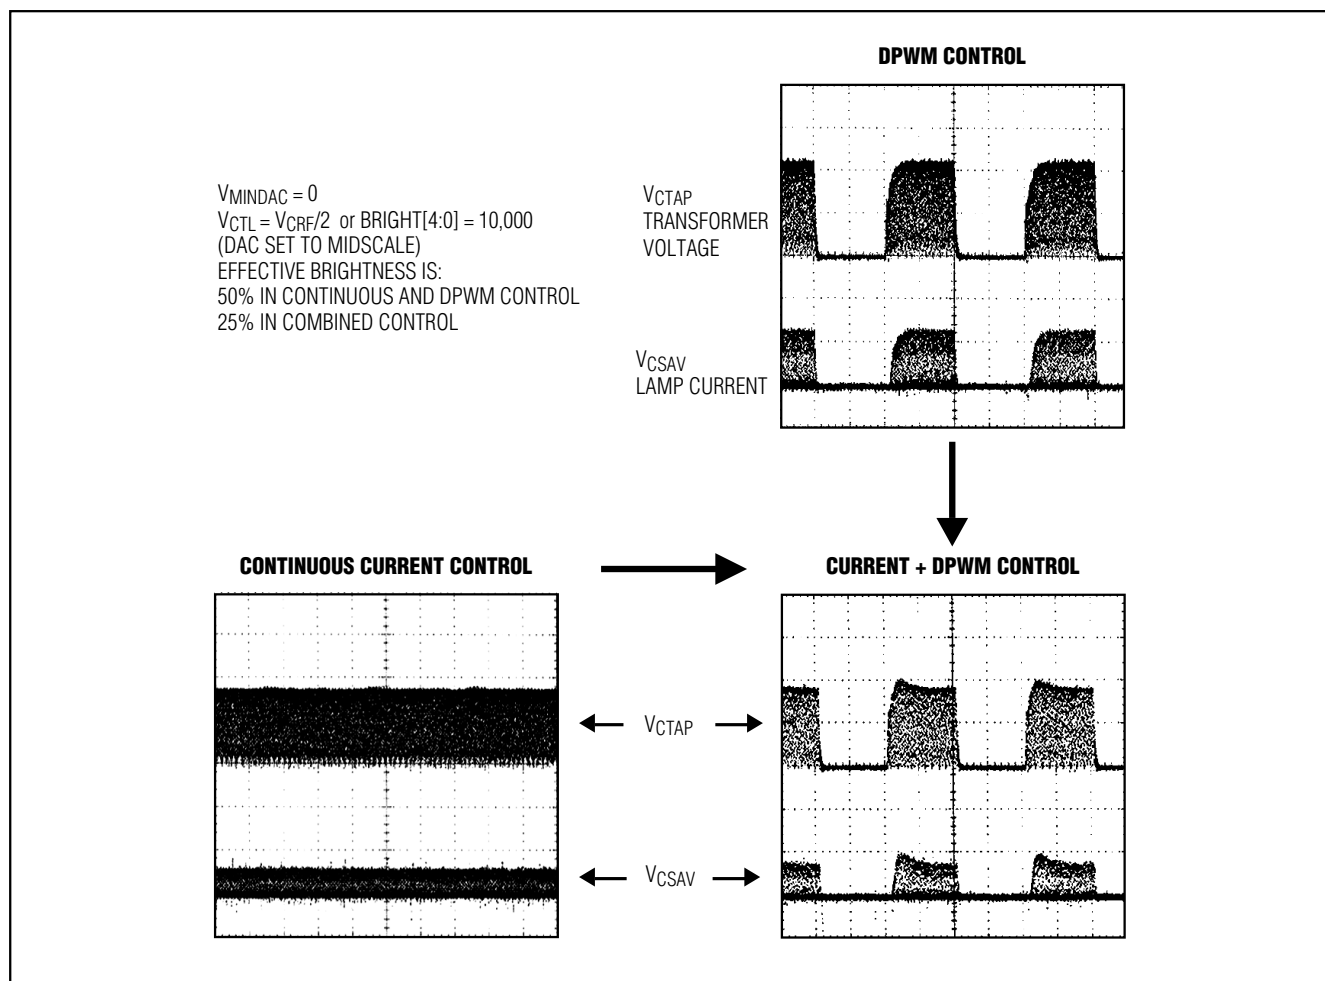 DPWM CONTROL
VMINDAC = 0
VCTL = VCRF/2 or BRIGHT[4:0] = 10,000
(DAC SET TO MIDSCALE)
EFFECTIVE BRIGHTNESS IS:
50% IN CONTINUOUS AND DPWM CONTROL
25% IN COMBINED CONTROL
VCTAP
TRANSFORMER
VOLTAGE
VCSAV
LAMP CURRENT
CONTINUOUS CURRENT CONTROL
CURRENT + DPWM CONTROL
VCTAP
VCSAV